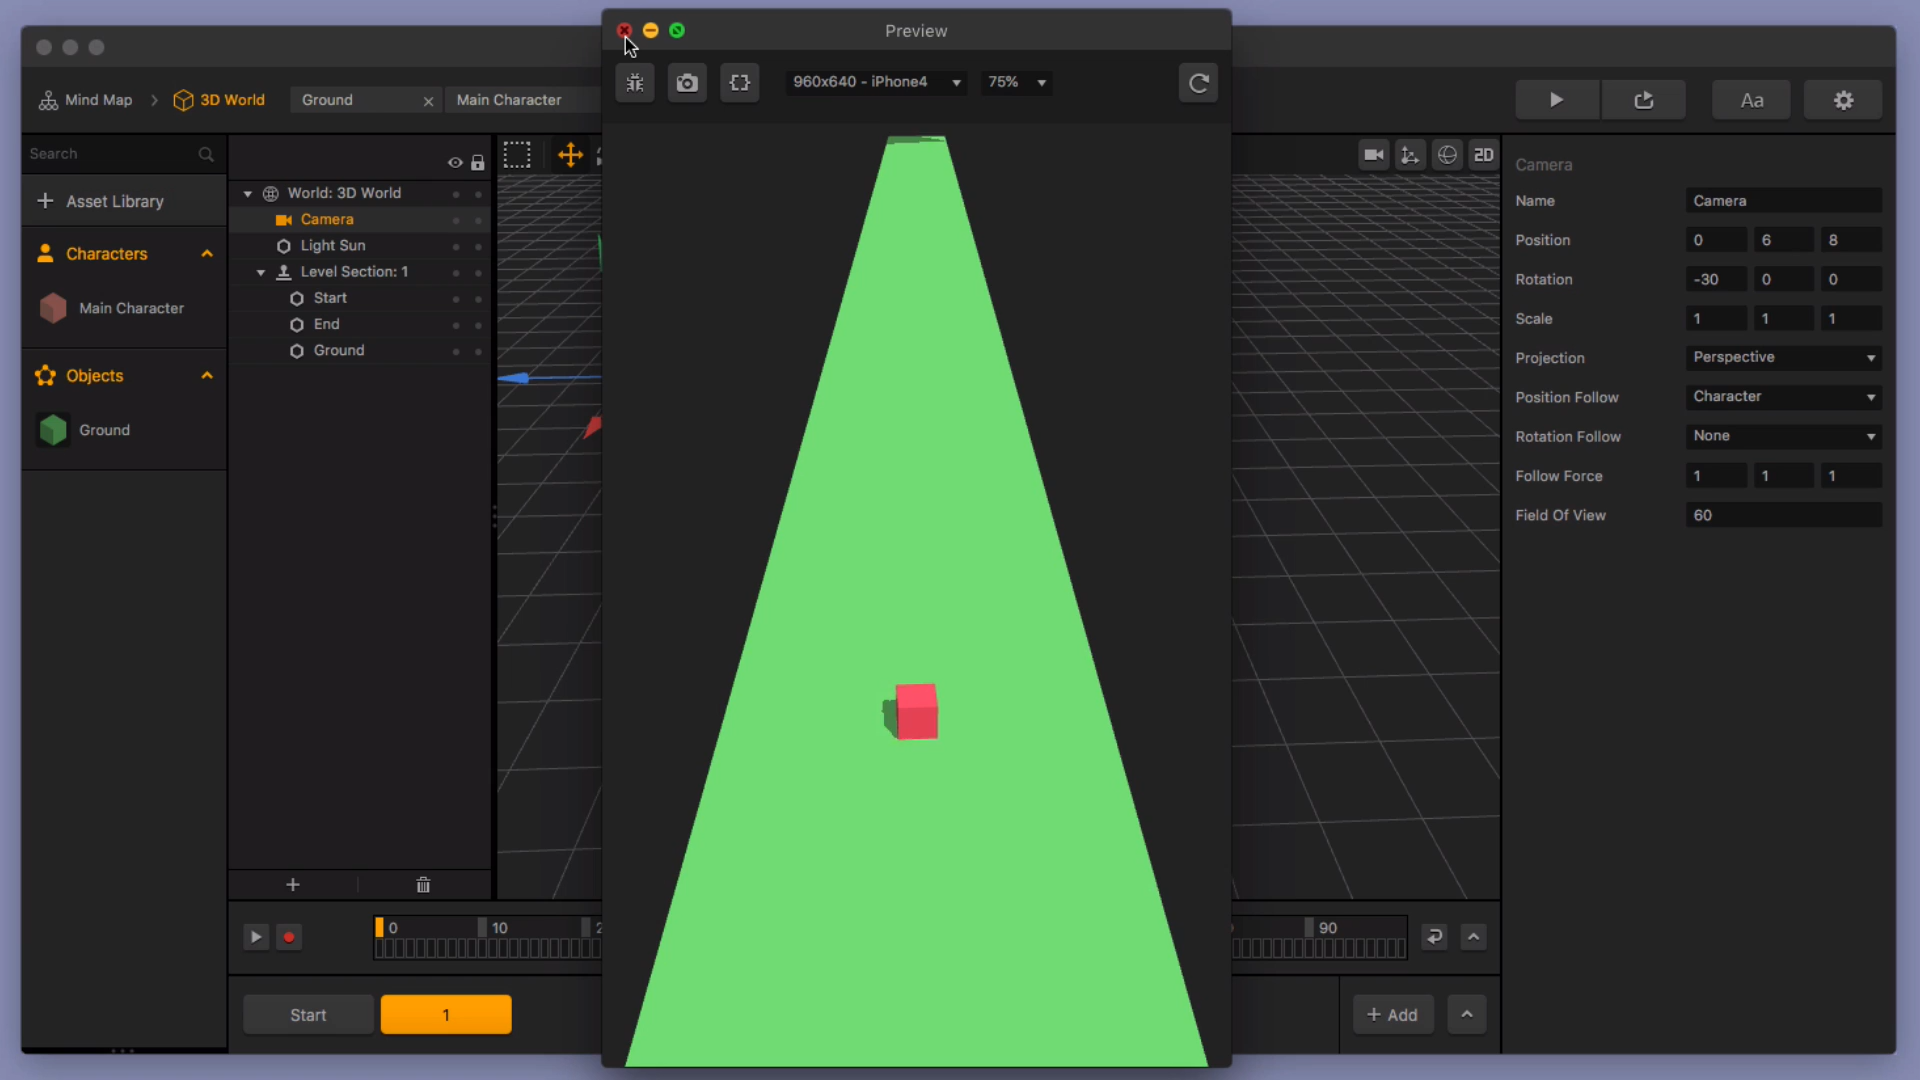 Preview
960x640 - iPhone4
75%
Mind Map
3D World
Ground
Main Character
Aa
Search
Asset Library
Characters
Main Character
Objects
Ground
World: 3D World
Camera
Light Sun
Level Section: 1
Start
End
Ground
2D
Camera
Name
Camera
Position
0
6
8
Rotation
-30
0
0
Scale
1
1
1
Projection
Perspective
Position Follow
Character
Rotation Follow
None
Follow Force
1
1
1
Field Of View
60
0
10
90
Start
1
+ Add